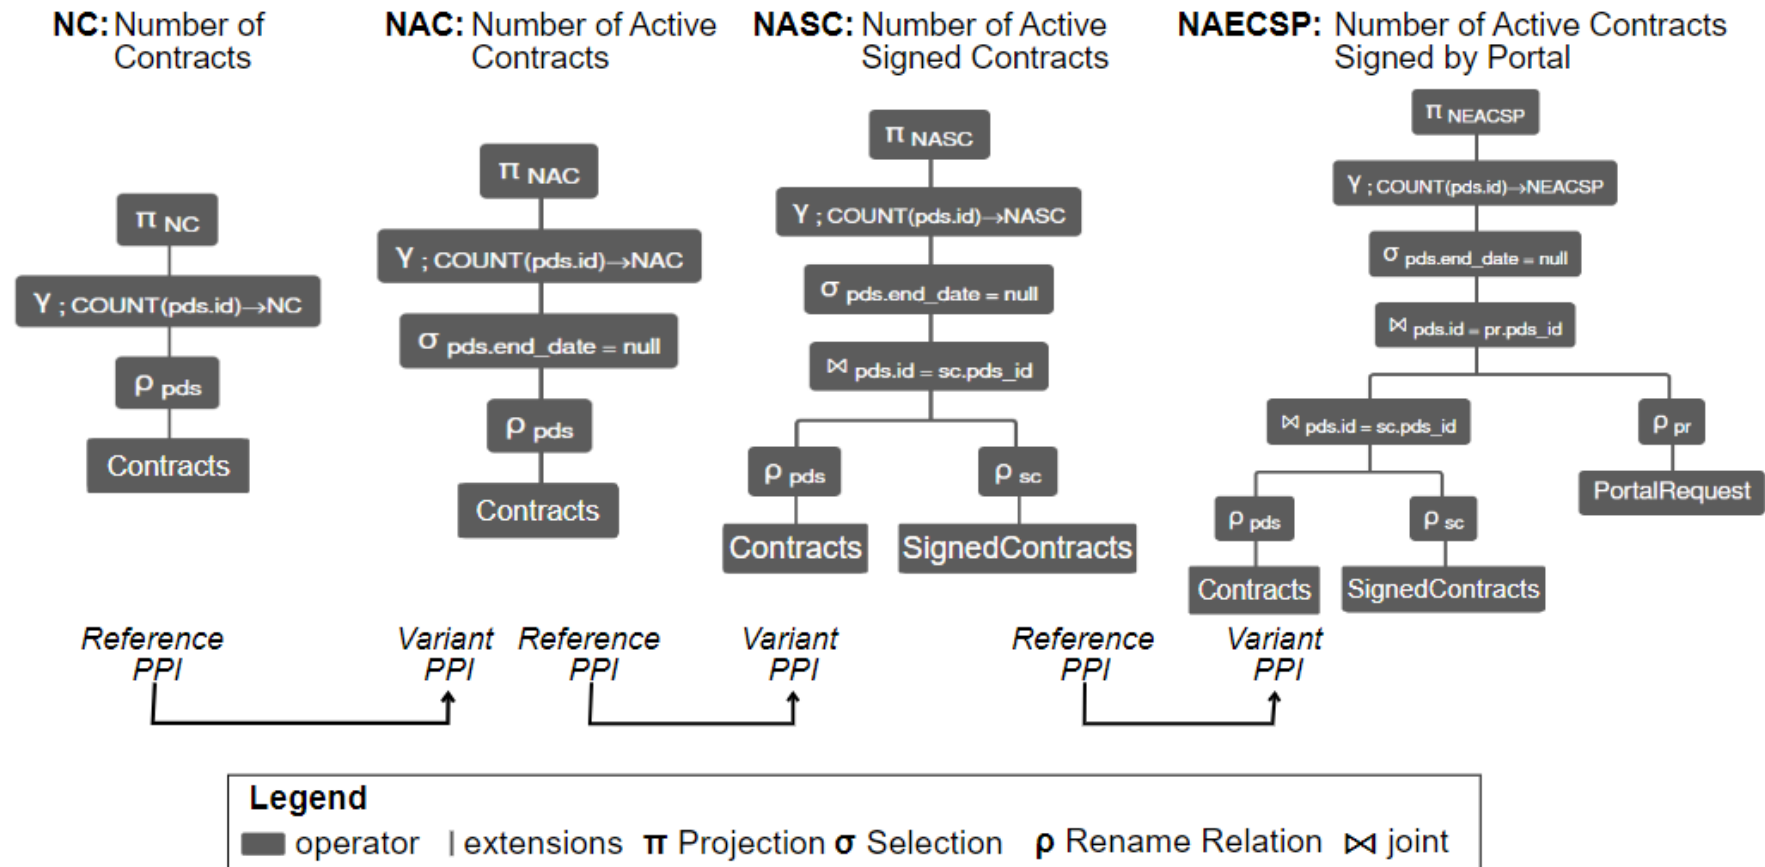 NC: Number of
Contracts
NAC: Number of Active
Contracts
NASC: Number of Active
Signed Contracts
NAECSP: Number of Active Contracts
Signed by Portal
π NC
γ ; COUNT(pds.id)→NC
ρ pds
Contracts
π NAC
γ ; COUNT(pds.id)→NAC
σ pds.end_date = null
ρ pds
Contracts
π NASC
γ ; COUNT(pds.id)→NASC
σ pds.end_date = null
⋈ pds.id = sc.pds_id
ρ pds
ρ sc
Contracts
SignedContracts
π NEACSP
γ ; COUNT(pds.id)→NEACSP
σ pds.end_date = null
⋈ pds.id = pr.pds_id
⋈ pds.id = sc.pds_id
ρ pr
PortalRequest
ρ pds
ρ sc
Contracts
SignedContracts
Reference
PPI
Variant
PPI
Reference
PPI
Variant
PPI
Reference
PPI
Variant
PPI
Legend
operator | extensions π Projection σ Selection ρ Rename Relation ⋈ joint